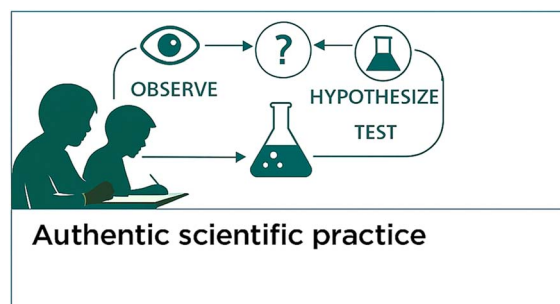 ?
OBSERVE
HYPOTHESIZE
TEST
Authentic scientific practice